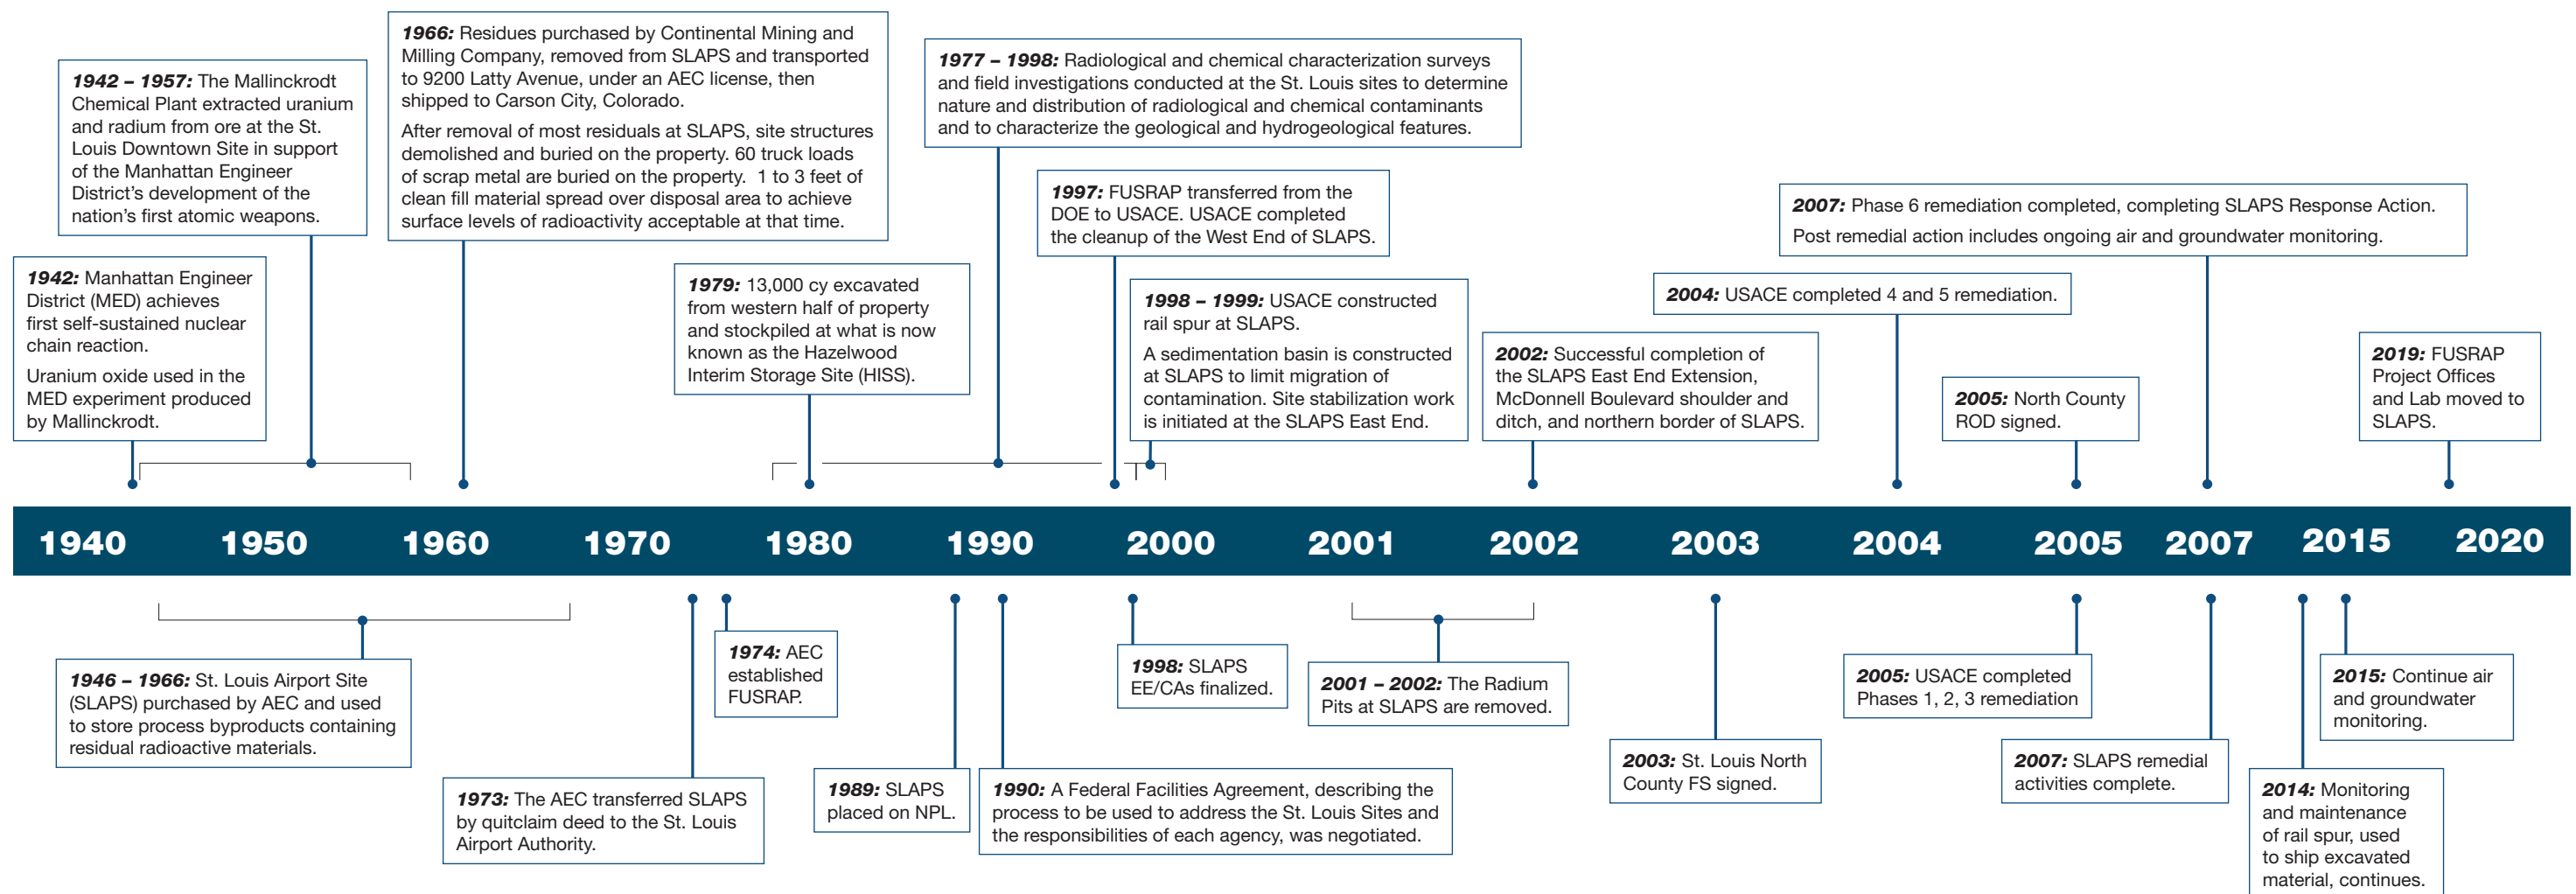 1942 – 1957: The Mallinckrodt
Chemical Plant extracted uranium
and radium from ore at the St.
Louis Downtown Site in support
of the Manhattan Engineer
District’s development of the
nation’s first atomic weapons.
1942: Manhattan Engineer
District (MED) achieves
first self-sustained nuclear
chain reaction.
Uranium oxide used in the
MED experiment produced
by Mallinckrodt.
1966: Residues purchased by Continental Mining and
Milling Company, removed from SLAPS and transported
to 9200 Latty Avenue, under an AEC license, then
shipped to Carson City, Colorado.
After removal of most residuals at SLAPS, site structures
demolished and buried on the property. 60 truck loads
of scrap metal are buried on the property. 1 to 3 feet of
clean fill material spread over disposal area to achieve
surface levels of radioactivity acceptable at that time.
1979: 13,000 cy excavated
from western half of property
and stockpiled at what is now
known as the Hazelwood
Interim Storage Site (HISS).
1977 – 1998: Radiological and chemical characterization surveys
and field investigations conducted at the St. Louis sites to determine
nature and distribution of radiological and chemical contaminants
and to characterize the geological and hydrogeological features.
1997: FUSRAP transferred from the
DOE to USACE. USACE completed
the cleanup of the West End of SLAPS.
1998 – 1999: USACE constructed
rail spur at SLAPS.
A sedimentation basin is constructed
at SLAPS to limit migration of
contamination. Site stabilization work
is initiated at the SLAPS East End.
2002: Successful completion of
the SLAPS East End Extension,
McDonnell Boulevard shoulder and
ditch, and northern border of SLAPS.
2004: USACE completed 4 and 5 remediation.
2005: North County
ROD signed.
2007: Phase 6 remediation completed, completing SLAPS Response Action.
Post remedial action includes ongoing air and groundwater monitoring.
2019: FUSRAP
Project Offices
and Lab moved to
SLAPS.
1940 1950 1960 1970 1980 1990 2000 2001 2002 2003 2004 2005 2007 2015 2020
1946 – 1966: St. Louis Airport Site
(SLAPS) purchased by AEC and used
to store process byproducts containing
residual radioactive materials.
1973: The AEC transferred SLAPS
by quitclaim deed to the St. Louis
Airport Authority.
1974: AEC
established
FUSRAP.
1989: SLAPS
placed on NPL.
1990: A Federal Facilities Agreement, describing the
process to be used to address the St. Louis Sites and
the responsibilities of each agency, was negotiated.
1998: SLAPS
EE/CAs finalized.
2001 – 2002: The Radium
Pits at SLAPS are removed.
2003: St. Louis North
County FS signed.
2005: USACE completed
Phases 1, 2, 3 remediation
2007: SLAPS remedial
activities complete.
2014: Monitoring
and maintenance
of rail spur, used
to ship excavated
material, continues.
2015: Continue air
and groundwater
monitoring.